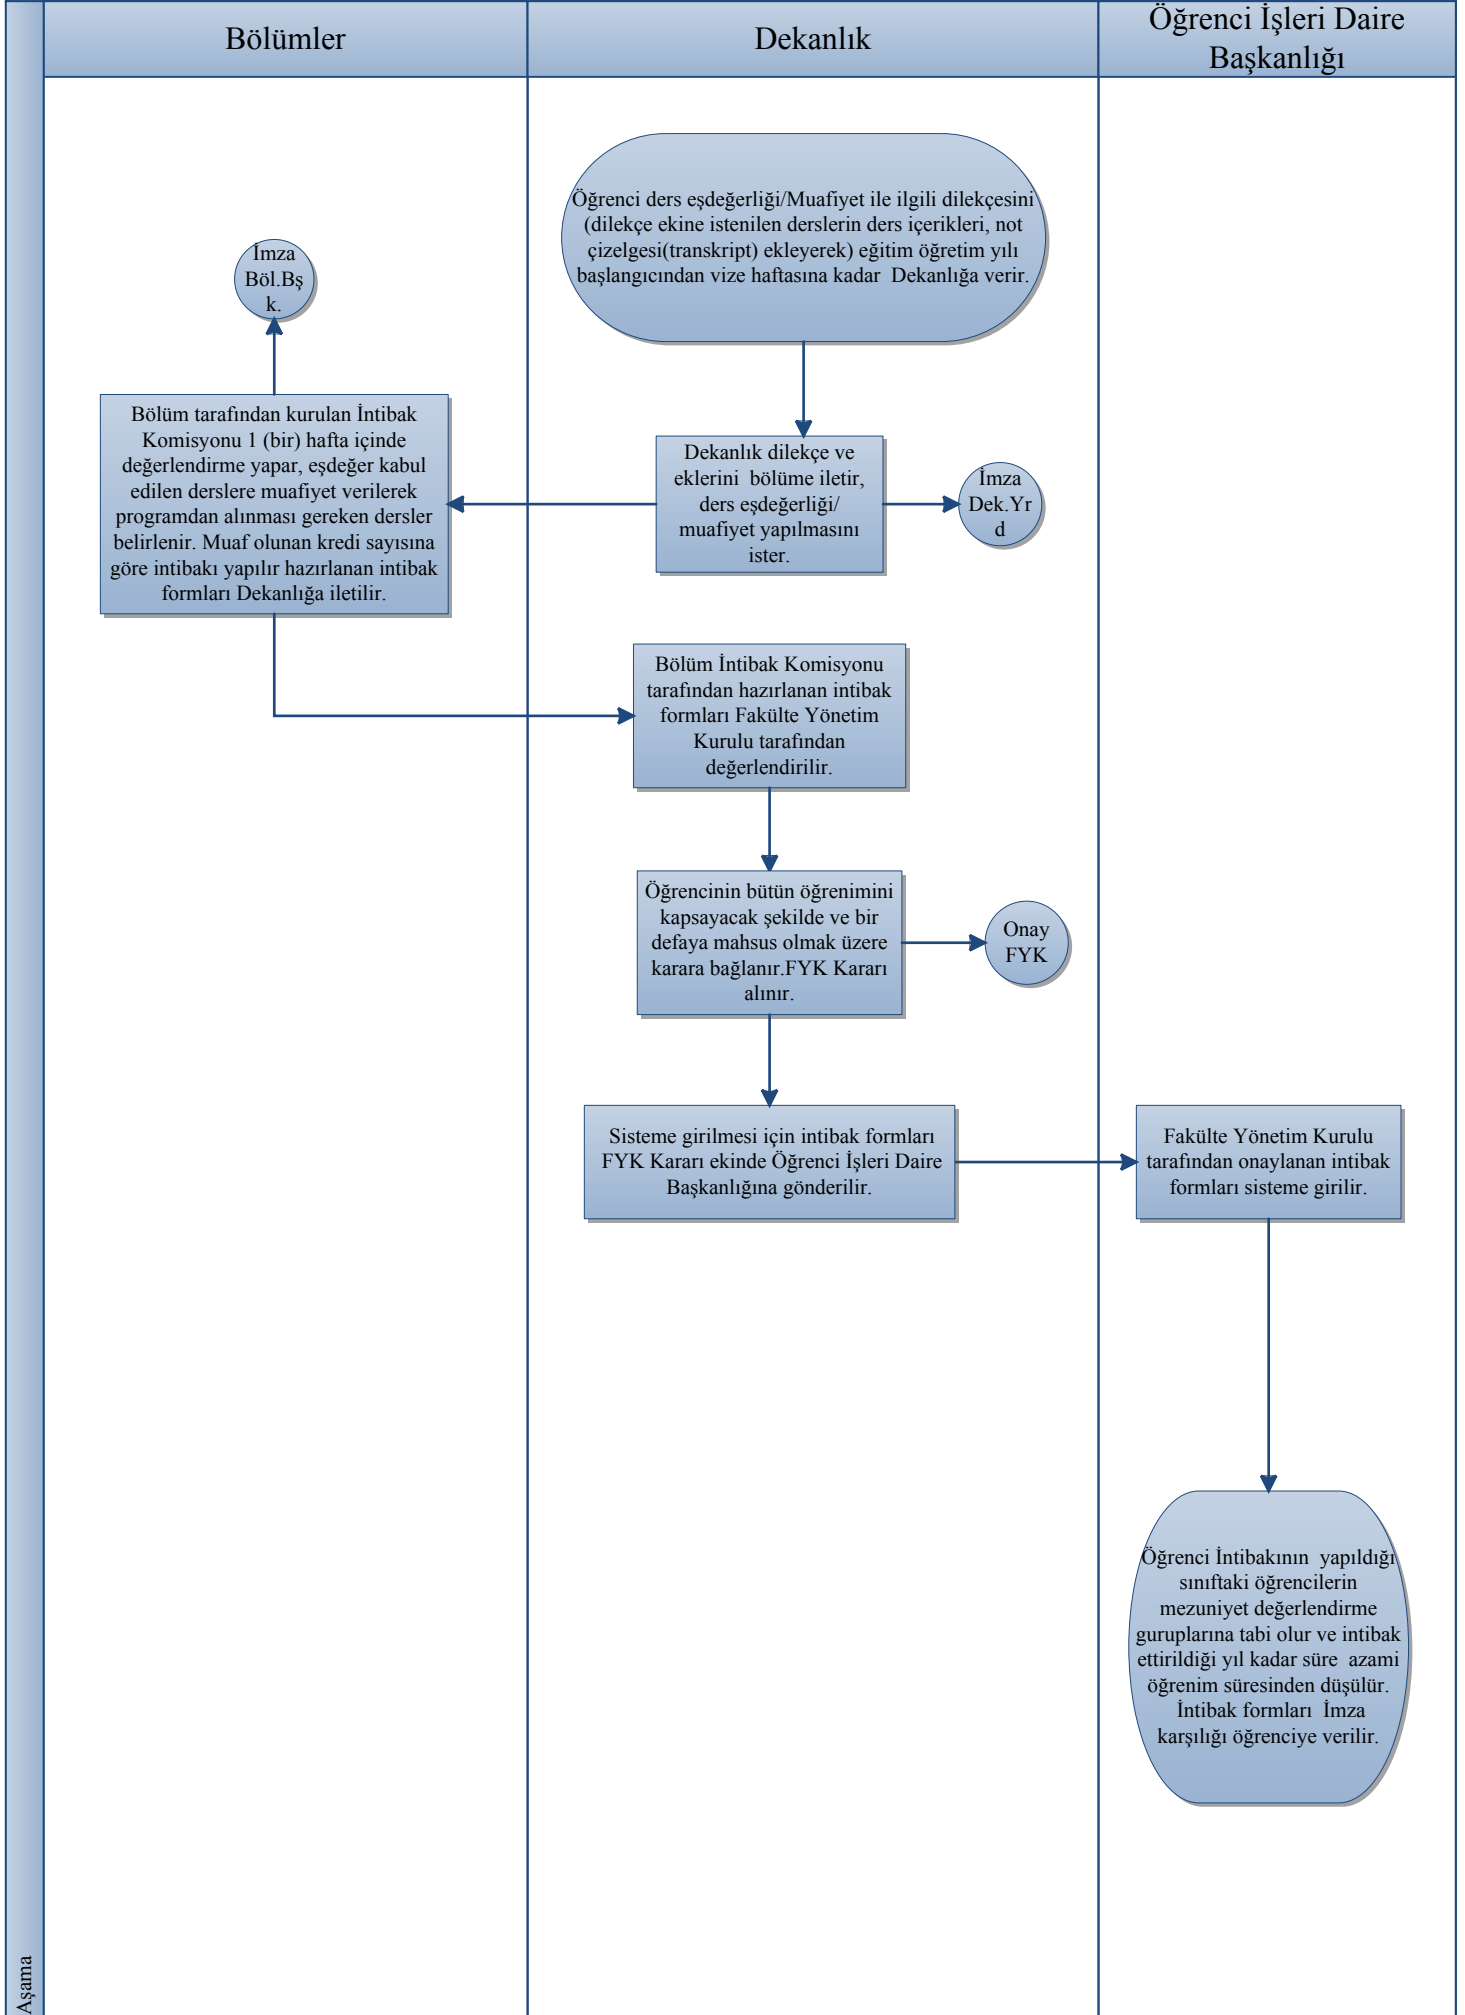 Bölümler
Dekanlık
Öğrenci İşleri Daire
Başkanlığı
Öğrenci ders eşdeğerliği/Muafiyet ile ilgili dilekçesini
(dilekçe ekine istenilen derslerin ders içerikleri, not
çizelgesi(transkript) ekleyerek) eğitim öğretim yılı
başlangıcından vize haftasına kadar  Dekanlığa verir.
İmza
Böl.Bş
k.
Bölüm tarafından kurulan İntibak
Komisyonu 1 (bir) hafta içinde
değerlendirme yapar, eşdeğer kabul
edilen derslere muafiyet verilerek
programdan alınması gereken dersler
belirlenir. Muaf olunan kredi sayısına
göre intibakı yapılır hazırlanan intibak
formları Dekanlığa iletilir.
Dekanlık dilekçe ve
eklerini  bölüme iletir,
ders eşdeğerliği/
muafiyet yapılmasını
ister.
İmza
Dek.Yr
d
Bölüm İntibak Komisyonu
tarafından hazırlanan intibak
formları Fakülte Yönetim
Kurulu tarafından
değerlendirilir.
Öğrencinin bütün öğrenimini
kapsayacak şekilde ve bir
defaya mahsus olmak üzere
karara bağlanır.FYK Kararı
alınır.
Onay
FYK
Sisteme girilmesi için intibak formları
FYK Kararı ekinde Öğrenci İşleri Daire
Başkanlığına gönderilir.
Fakülte Yönetim Kurulu
tarafından onaylanan intibak
formları sisteme girilir.
Öğrenci İntibakının  yapıldığı
sınıftaki öğrencilerin
mezuniyet değerlendirme
guruplarına tabi olur ve intibak
ettirildiği yıl kadar süre  azami
öğrenim süresinden düşülür.
İntibak formları  İmza
karşılığı öğrenciye verilir.
Aşama